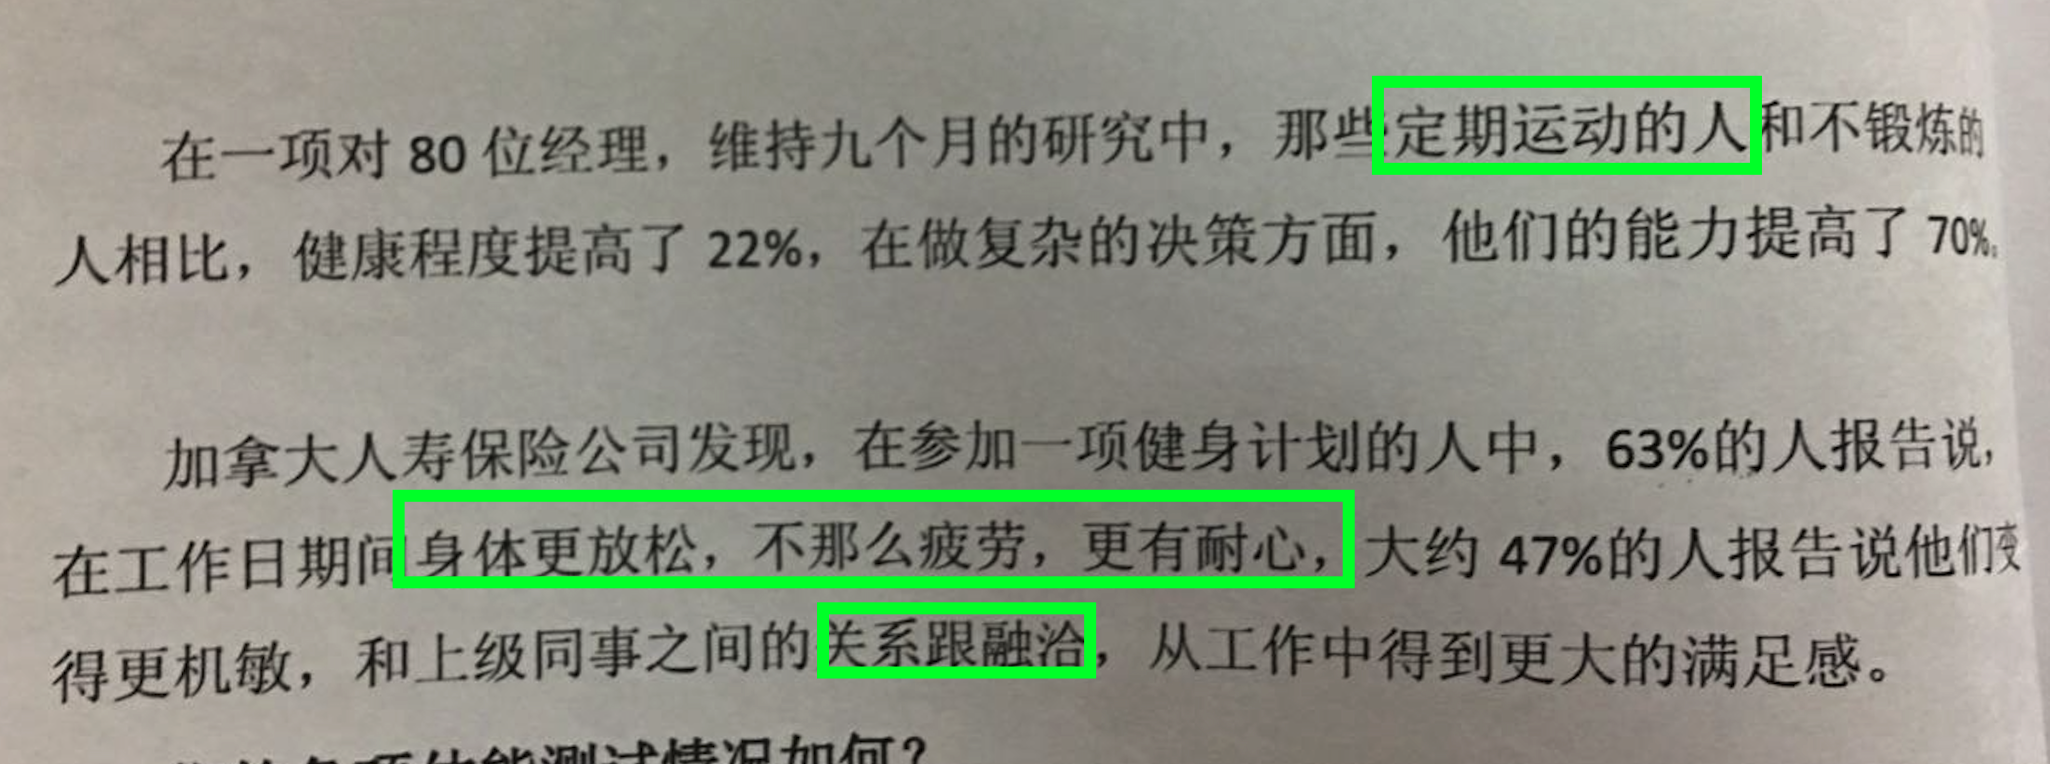 在一项对 80 位经理，维持九个月的研究中，那些定期运动的人和不锻炼的
人相比，健康程度提高了 22%，在做复杂的决策方面，他们的能力提高了 70%。
加拿大人寿保险公司发现，在参加一项健身计划的人中，63%的人报告说，
在工作日期间身体更放松，不那么疲劳，更有耐心，大约 47%的人报告说他们变
得更机敏，和上级同事之间的关系跟融洽，从工作中得到更大的满足感。
各项体能测试情况如何？